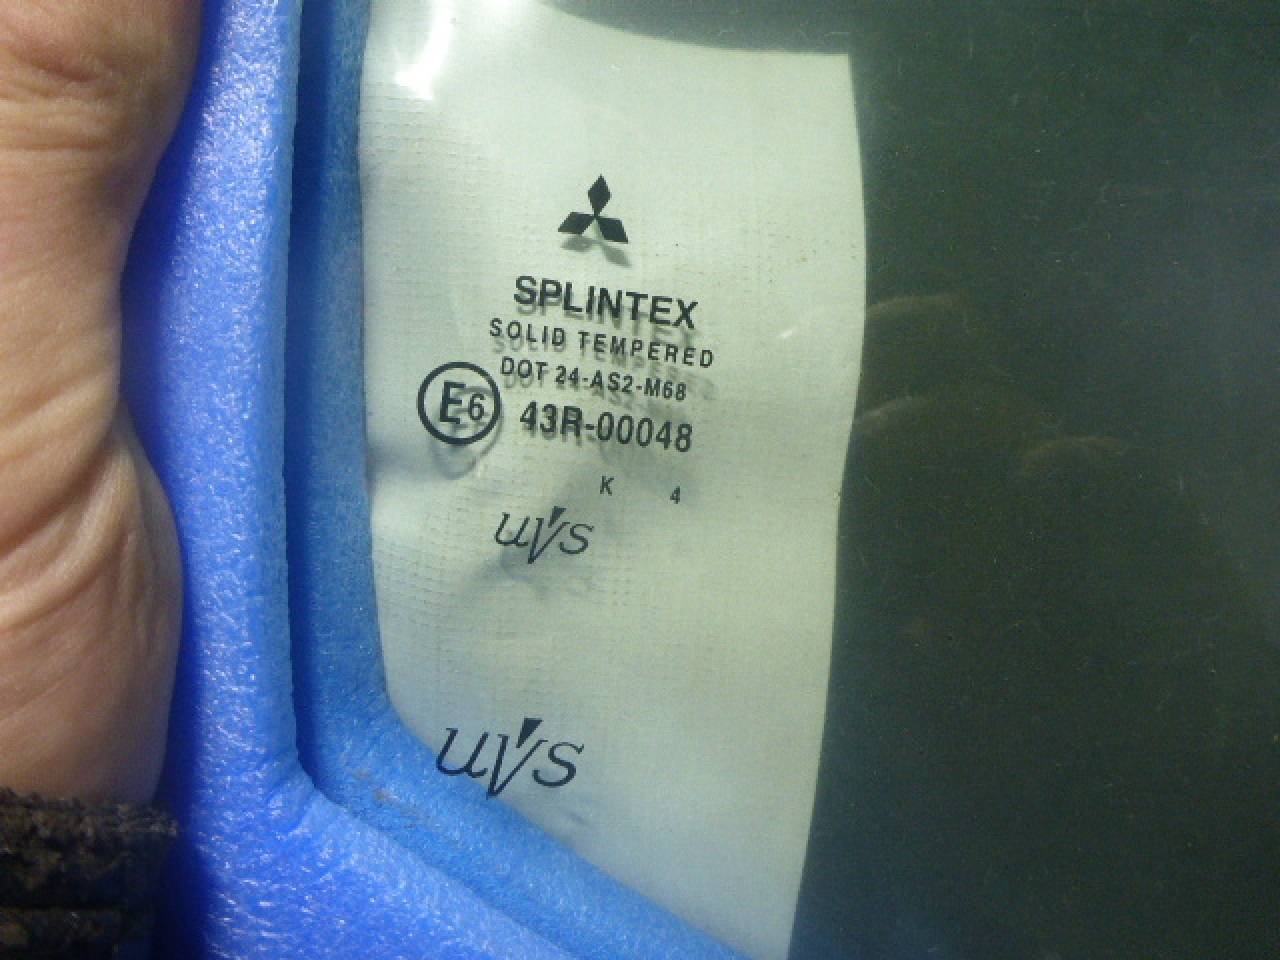 SPLINTEX
SOLID TEMPERED
DOT 24-AS2-M68
E6 43R-00048
K 4
uvs
uvs